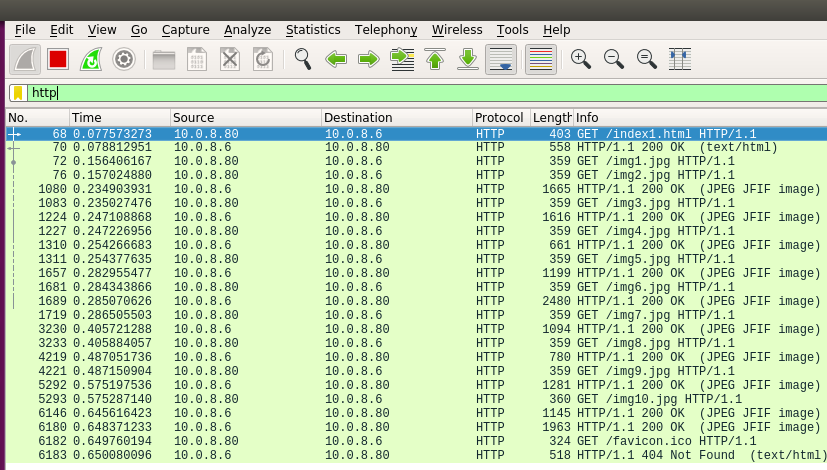 File Edit View Go Capture Analyze Statistics Telephony Wireless Tools Help
http
No. Time Source Destination Protocol Length Info
68 0.077573273 10.0.8.80 10.0.8.6 HTTP 403 GET /index1.html HTTP/1.1
70 0.078812951 10.0.8.6 10.0.8.80 HTTP 558 HTTP/1.1 200 OK (text/html)
72 0.156406167 10.0.8.80 10.0.8.6 HTTP 359 GET /img1.jpg HTTP/1.1
76 0.157024880 10.0.8.80 10.0.8.6 HTTP 359 GET /img2.jpg HTTP/1.1
1080 0.234903931 10.0.8.6 10.0.8.80 HTTP 1665 HTTP/1.1 200 OK (JPEG JFIF image)
1083 0.235027476 10.0.8.80 10.0.8.6 HTTP 359 GET /img3.jpg HTTP/1.1
1224 0.247108868 10.0.8.6 10.0.8.80 HTTP 1616 HTTP/1.1 200 OK (JPEG JFIF image)
1227 0.247226956 10.0.8.80 10.0.8.6 HTTP 359 GET /img4.jpg HTTP/1.1
1310 0.254266683 10.0.8.6 10.0.8.80 HTTP 661 HTTP/1.1 200 OK (JPEG JFIF image)
1311 0.254377635 10.0.8.80 10.0.8.6 HTTP 359 GET /img5.jpg HTTP/1.1
1657 0.282955477 10.0.8.6 10.0.8.80 HTTP 1199 HTTP/1.1 200 OK (JPEG JFIF image)
1681 0.284343866 10.0.8.80 10.0.8.6 HTTP 359 GET /img6.jpg HTTP/1.1
1689 0.285070626 10.0.8.6 10.0.8.80 HTTP 2480 HTTP/1.1 200 OK (JPEG JFIF image)
1719 0.286505503 10.0.8.80 10.0.8.6 HTTP 359 GET /img7.jpg HTTP/1.1
3230 0.405721288 10.0.8.6 10.0.8.80 HTTP 1094 HTTP/1.1 200 OK (JPEG JFIF image)
3233 0.405884057 10.0.8.80 10.0.8.6 HTTP 359 GET /img8.jpg HTTP/1.1
4219 0.487051736 10.0.8.6 10.0.8.80 HTTP 780 HTTP/1.1 200 OK (JPEG JFIF image)
4221 0.487150904 10.0.8.80 10.0.8.6 HTTP 359 GET /img9.jpg HTTP/1.1
5292 0.575197536 10.0.8.6 10.0.8.80 HTTP 1281 HTTP/1.1 200 OK (JPEG JFIF image)
5293 0.575287140 10.0.8.80 10.0.8.6 HTTP 360 GET /img10.jpg HTTP/1.1
6146 0.645616423 10.0.8.6 10.0.8.80 HTTP 1145 HTTP/1.1 200 OK (JPEG JFIF image)
6180 0.648371233 10.0.8.6 10.0.8.80 HTTP 1963 HTTP/1.1 200 OK (JPEG JFIF image)
6182 0.649760194 10.0.8.80 10.0.8.6 HTTP 324 GET /favicon.ico HTTP/1.1
6183 0.650080096 10.0.8.6 10.0.8.80 HTTP 518 HTTP/1.1 404 Not Found (text/html)